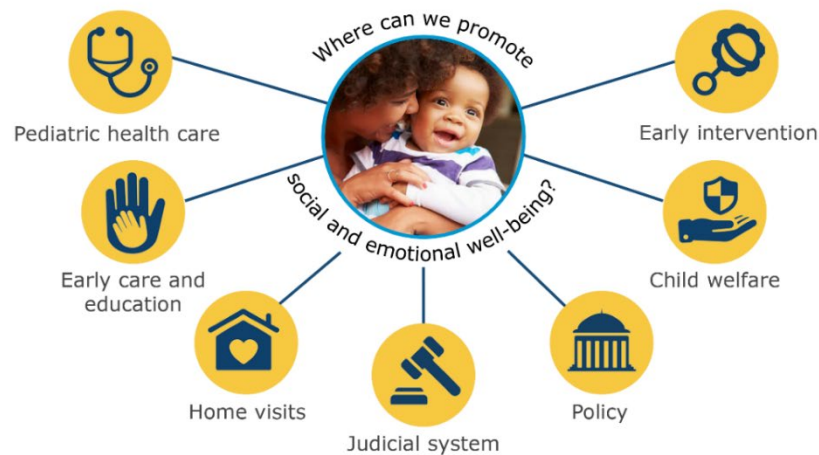 Where can we promote
social and emotional well-being?
Pediatric health care
Early care and
education
Home visits
Judicial system
Policy
Child welfare
Early intervention